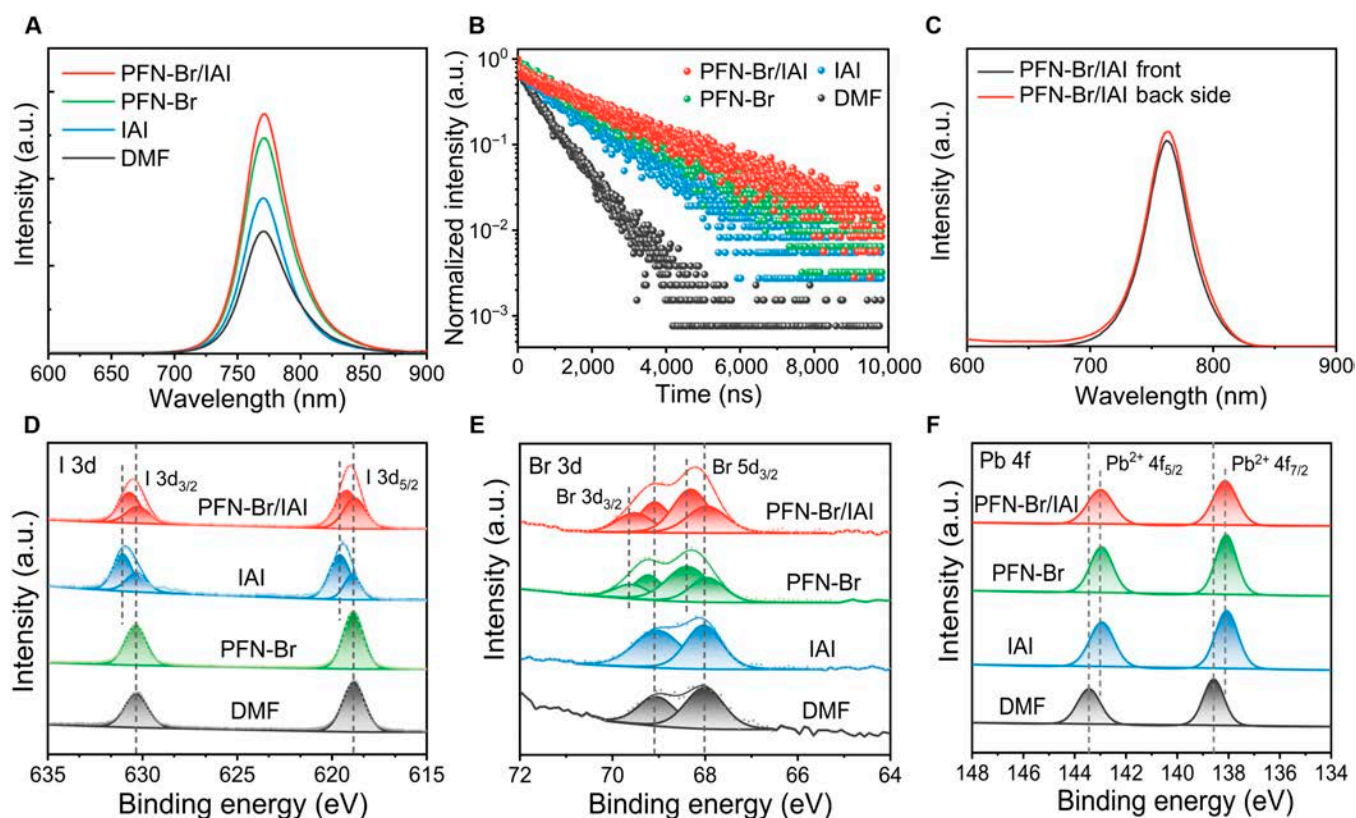 A
PFN-Br/IAI
PFN-Br
IAI
DMF
Intensity (a.u.)
600 650 700 750 800 850 900
Wavelength (nm)
B
PFN-Br/IAI IAI
PFN-Br DMF
Normalized intensity (a.u.)
10⁰
10⁻¹
10⁻²
10⁻³
0 2,000 4,000 6,000 8,000 10,000
Time (ns)
C
PFN-Br/IAI front
PFN-Br/IAI back side
Intensity (a.u.)
600 700 800 900
Wavelength (nm)
D
I 3d
I 3d₃/₂
I 3d₅/₂
PFN-Br/IAI
IAI
PFN-Br
DMF
Intensity (a.u.)
635 630 625 620 615
Binding energy (eV)
E
Br 3d
Br 5d₃/₂
Br 3d₃/₂
PFN-Br/IAI
PFN-Br
IAI
DMF
Intensity (a.u.)
72 70 68 66 64
Binding energy (eV)
F
Pb 4f
Pb²⁺ 4f₅/₂
Pb²⁺ 4f₇/₂
PFN-Br/IAI
PFN-Br
IAI
DMF
Intensity (a.u.)
148 146 144 142 140 138 136 134
Binding energy (eV)